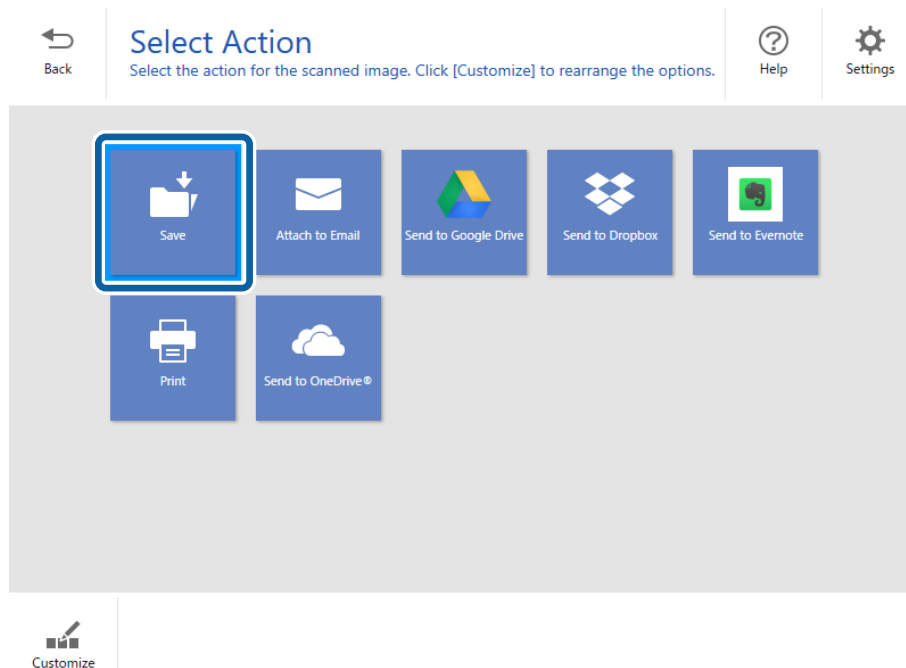 Back
Select Action
Select the action for the scanned image. Click [Customize] to rearrange the options.
Help
Settings
Save
Attach to Email
Send to Google Drive
Send to Dropbox
Send to Evernote
Print
Send to OneDrive®
Customize